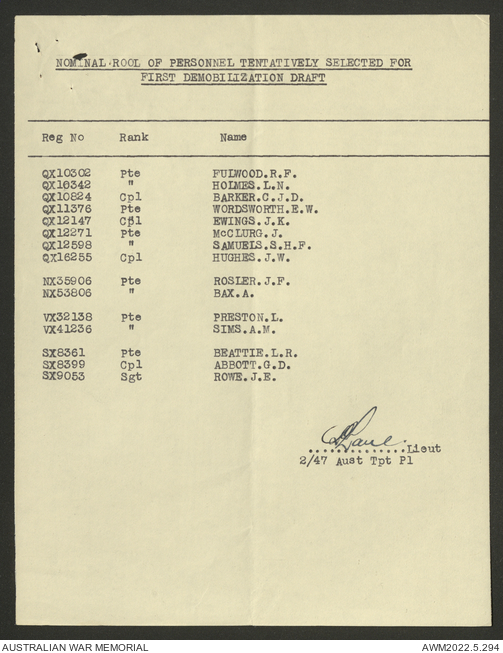 NOMINAL ROOL OF PERSONNEL TENTATIVELY SELECTED FOR
FIRST DEMOBILIZATION DRAFT
Reg No Rank Name
QX10302 Pte FULWOOD.R.F.
QX10342 " HOLMES.L.N.
QX10824 Cpl BARKER.C.J.D.
QX11376 Pte WORDSWORTH.E.W.
QX12147 Cpl EWINGS.J.K.
QX12271 Pte McCLURG.J.
QX12598 " SAMUELS.S.H.F.
QX16255 Cpl HUGHES.J.W.
NX35906 Pte ROSLER.J.F.
NX53806 " BAX.A.
VX32138 Pte PRESTON.L.
VX41236 " SIMS.A.M.
SX8361 Pte BEATTIE.L.R.
SX8399 Cpl ABBOTT.G.D.
SX9053 Sgt ROWE.J.E.
..............Lieut
2/47 Aust Tpt Pl
AUSTRALIAN WAR MEMORIAL AWM2022.5.294